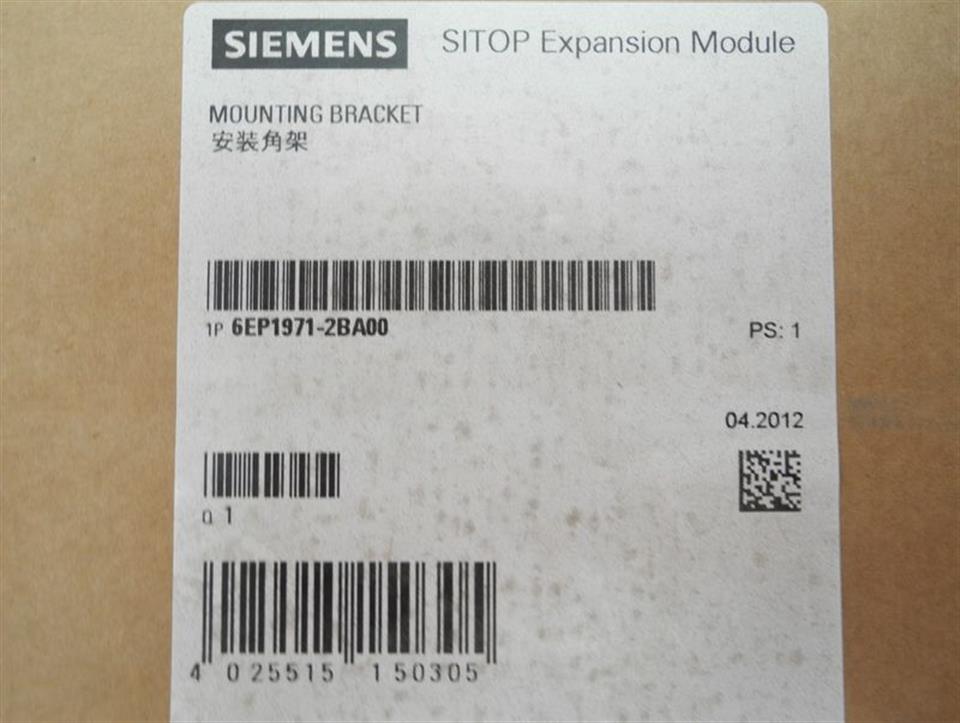 SIEMENS SITOP Expansion Module
MOUNTING BRACKET
安装角架
1P 6EP1971-2BA00 PS: 1
04.2012
Q 1
4 025515 150305